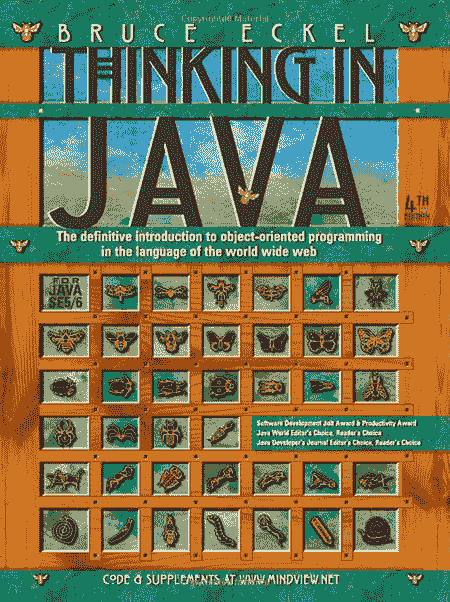 Copyrighted Material
BRUCE ECKEL
THINKING IN
JAVA
4TH
EDITION
The definitive introduction to object-oriented programming
in the language of the world wide web
FOR
JAVA
SE5/6
Software Development Jolt Award & Productivity Award
Java World Editor's Choice, Reader's Choice
Java Developer's Journal Editor's Choice, Reader's Choice
CODE & SUPPLEMENTS AT WWW.MINDVIEW.NET